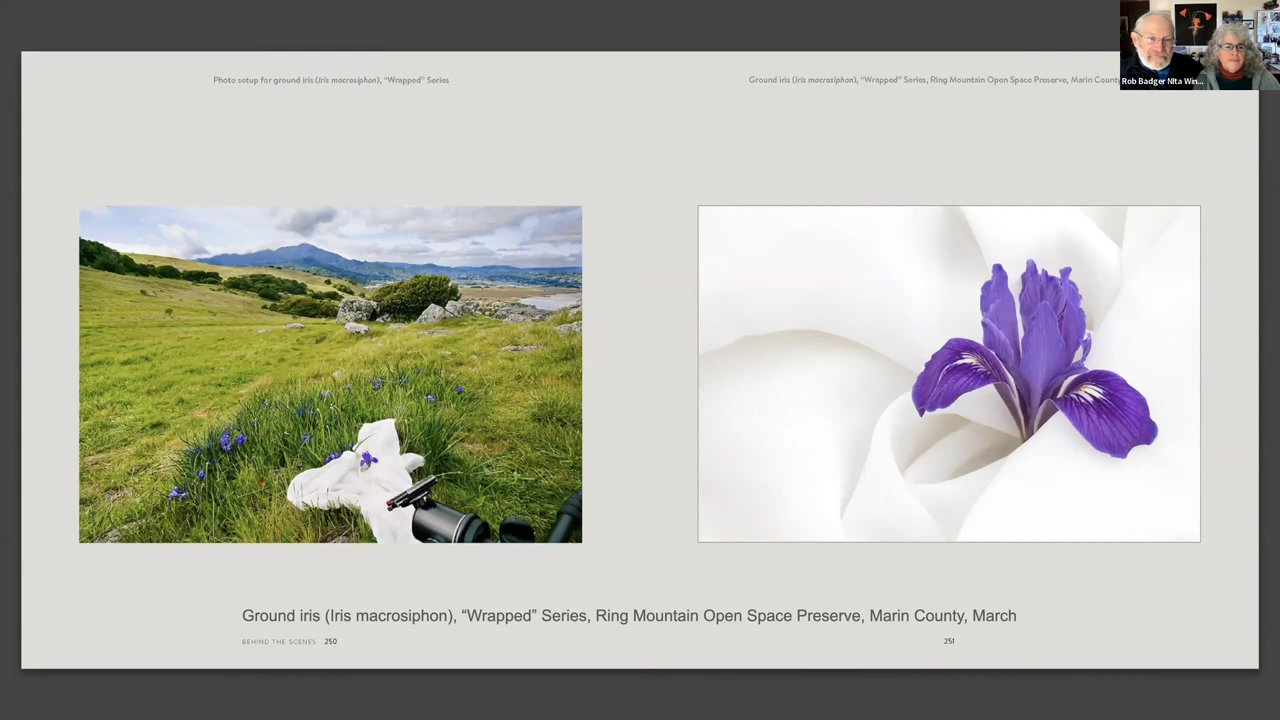 Photo setup for ground iris (Iris macrosiphon), “Wrapped” Series
Ground iris (Iris macrosiphon), “Wrapped” Series, Ring Mountain Open Space Preserve, Marin County
Rob Badger NIta Win...
Ground iris (Iris macrosiphon), “Wrapped” Series, Ring Mountain Open Space Preserve, Marin County, March
BEHIND THE SCENES 250
251